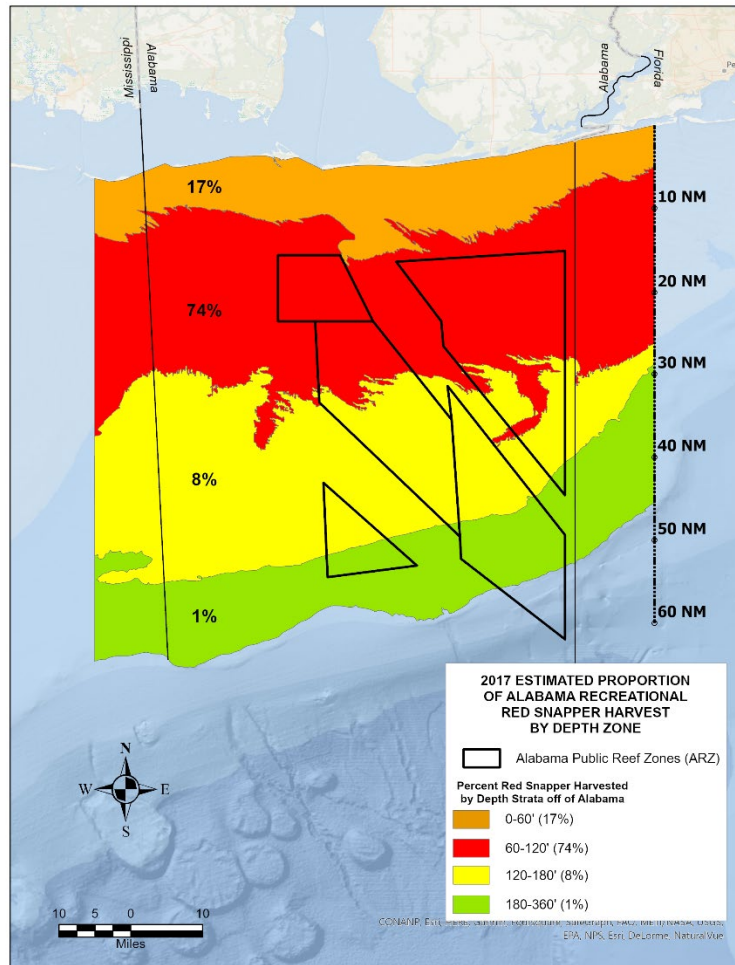 Mississippi
Alabama
Alabama
Florida
17%
10 NM
20 NM
74%
30 NM
40 NM
8%
50 NM
1%
60 NM
2017 ESTIMATED PROPORTION
OF ALABAMA RECREATIONAL
RED SNAPPER HARVEST
BY DEPTH ZONE
Alabama Public Reef Zones (ARZ)
Percent Red Snapper Harvested
by Depth Strata off of Alabama
0-60' (17%)
60-120' (74%)
120-180' (8%)
180-360' (1%)
N
W E
S
10 5 0 10
Miles
EPA, NPS, Esri, DeLorme, NaturalVue